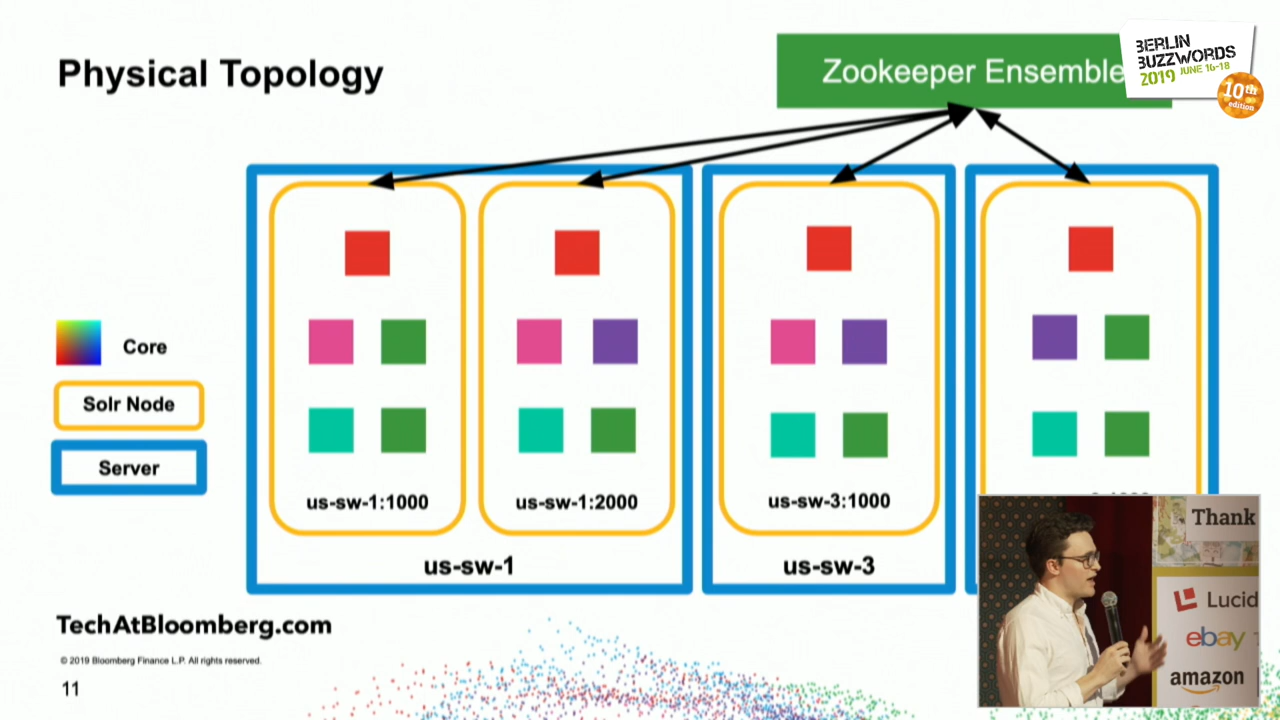 Physical Topology
Zookeeper Ensemble
BERLIN
BUZZWORDS
2019 JUNE 16-18
10th
edition
Core
Solr Node
Server
us-sw-1:1000
us-sw-1:2000
us-sw-3:1000
us-sw-1
us-sw-3
TechAtBloomberg.com
© 2019 Bloomberg Finance L.P. All rights reserved.
11
Thank
Lucid
ebay
amazon